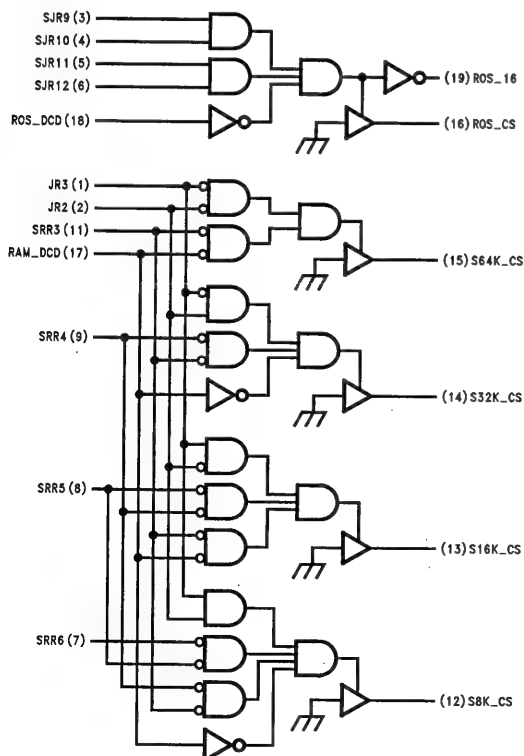 SJR9(3)
SJR10(4)
SJR11(5)
SJR12(6)
(19)ROS_16
ROS_DCD(18)
(16)ROS_CS
JR3(1)
JR2(2)
SRR3(11)
RAM_DCD(17)
(15)S64K_CS
SRR4(9)
(14)S32K_CS
SRR5(8)
(13)S16K_CS
SRR6(7)
(12)S8K_CS